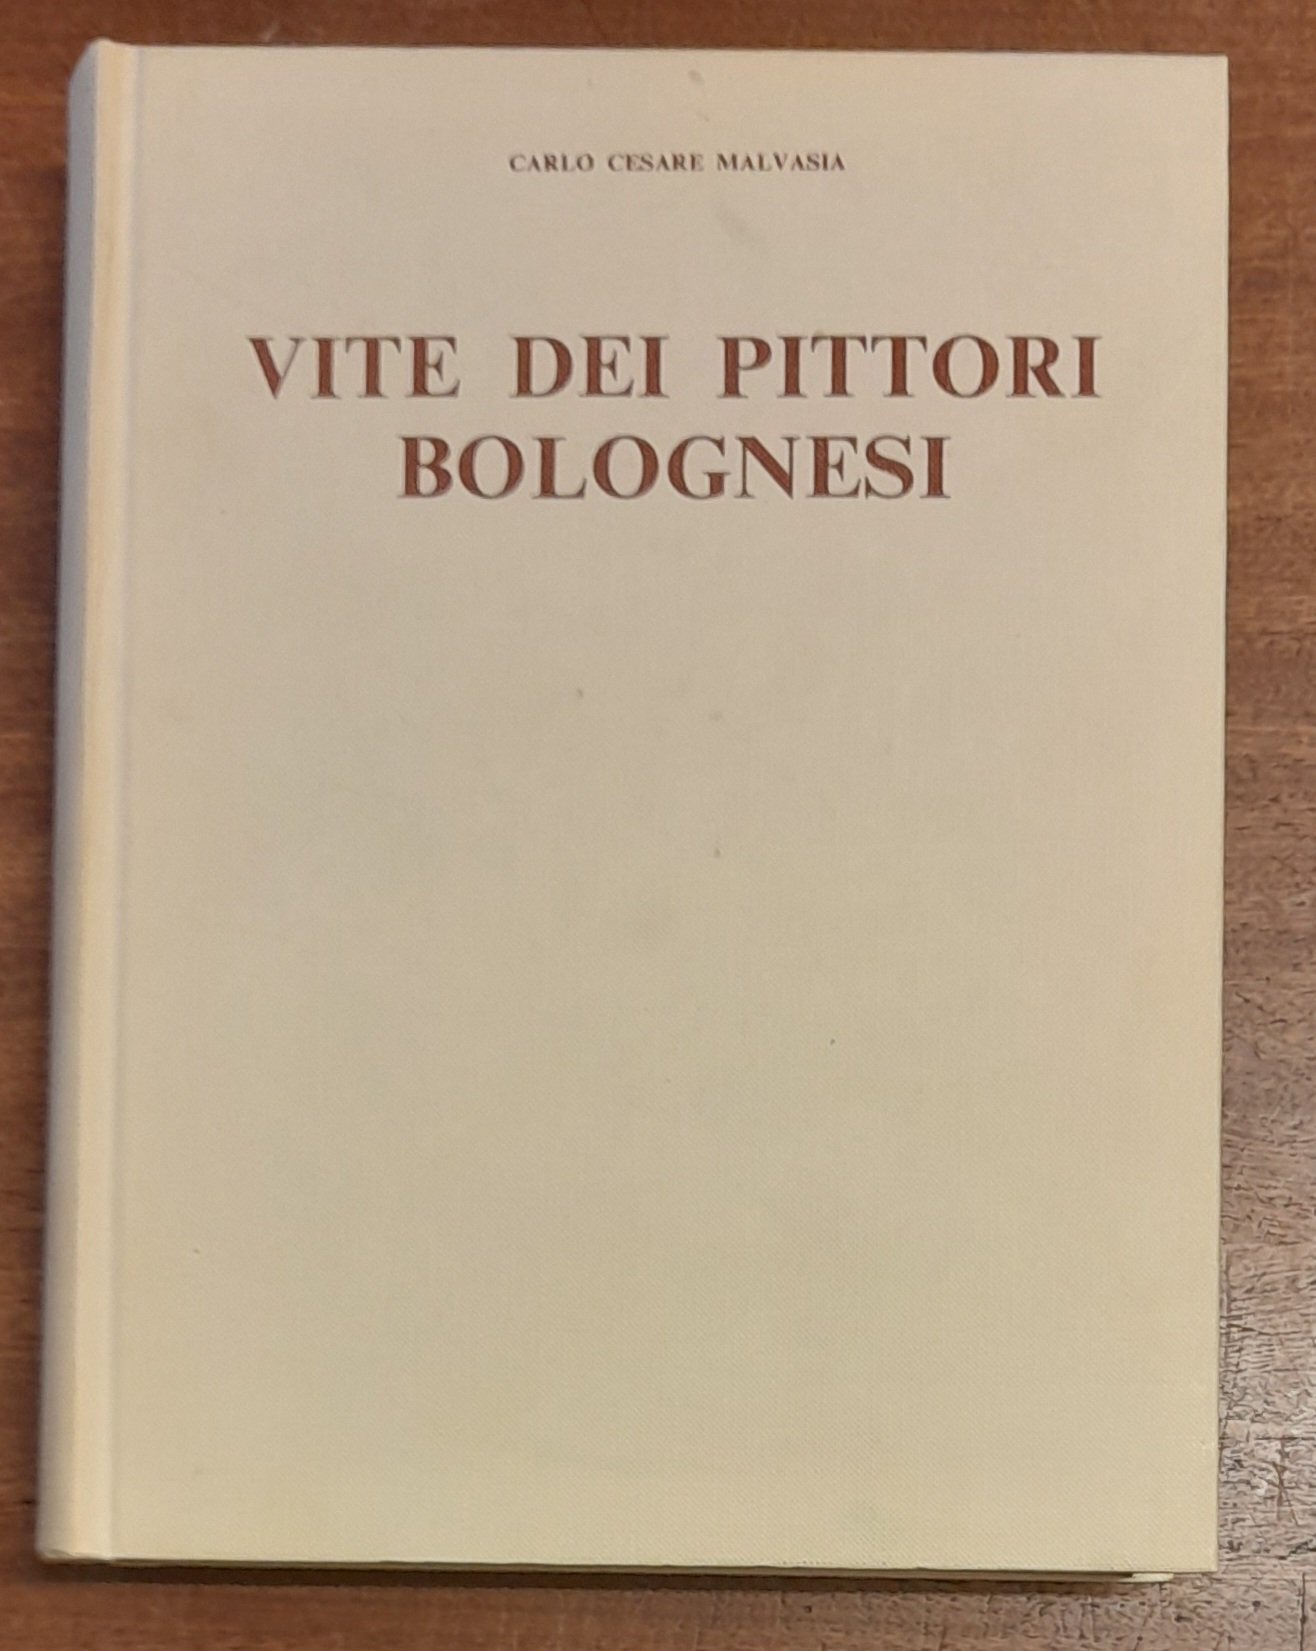 CARLO CESARE MALVASIA
VITE DEI PITTORI
BOLOGNESI